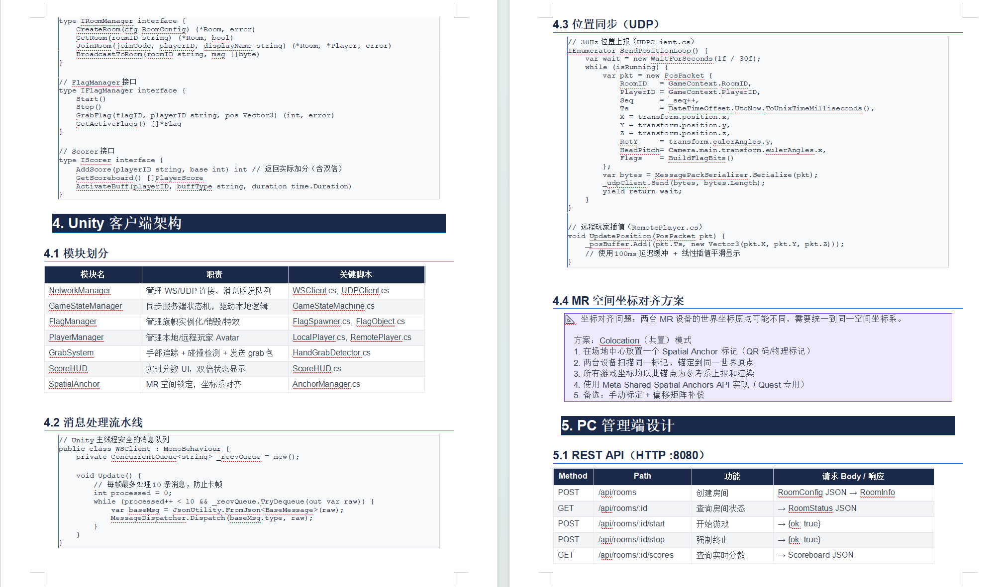 type IRoomManager interface {
    CreateRoom(cfg RoomConfig) (*Room, error)
    GetRoom(roomID string) (*Room, bool)
    JoinRoom(joinCode, playerID, displayName string) (*Room, *Player, error)
    BroadcastToRoom(roomID string, msg []byte)
}

// FlagManager 接口
type IFlagManager interface {
    Start()
    Stop()
    GrabFlag(flagID, playerID string, pos Vector3) (int, error)
    GetActiveFlags() []*Flag
}

// Scorer 接口
type IScorer interface {
    AddScore(playerID string, base int) int // 返回实际加分（含双倍）
    GetScoreboard() []PlayerScore
    ActivateBuff(playerID, buffType string, duration time.Duration)
}
4. Unity 客户端架构
4.1 模块划分
模块名 职责 关键脚本
NetworkManager 管理 WS/UDP 连接，消息收发队列 WSClient.cs, UDPClient.cs
GameStateManager 同步服务端状态机，驱动本地逻辑 GameStateMachine.cs
FlagManager 管理旗帜实例化/销毁/特效 FlagSpawner.cs, FlagObject.cs
PlayerManager 管理本地/远程玩家 Avatar LocalPlayer.cs, RemotePlayer.cs
GrabSystem 手部追踪 + 碰撞检测 + 发送 grab 包 HandGrabDetector.cs
ScoreHUD 实时分数 UI，双倍状态显示 ScoreHUD.cs
SpatialAnchor MR 空间锁定，坐标系对齐 AnchorManager.cs
4.2 消息处理流水线
// Unity 主线程安全的消息队列
public class WSClient : MonoBehaviour {
    private ConcurrentQueue<string> _recvQueue = new();

    void Update() {
        // 每帧最多处理 10 条消息，防止卡帧
        int processed = 0;
        while (processed++ < 10 && _recvQueue.TryDequeue(out var raw)) {
            var baseMsg = JsonUtility.FromJson<BaseMessage>(raw);
            MessageDispatcher.Dispatch(baseMsg.type, raw);
        }
    }
}
4.3 位置同步（UDP）
// 30Hz 位置上报（UDPClient.cs）
IEnumerator SendPositionLoop() {
    var wait = new WaitForSeconds(1f / 30f);
    while (isRunning) {
        var pkt = new PosPacket {
            RoomID   = GameContext.RoomID,
            PlayerID = GameContext.PlayerID,
            Seq      = _seq++,
            Ts       = DateTimeOffset.UtcNow.ToUnixTimeMilliseconds(),
            X = transform.position.x,
            Y = transform.position.y,
            Z = transform.position.z,
            RotY     = transform.eulerAngles.y,
            HeadPitch= Camera.main.transform.eulerAngles.x,
            Flags    = BuildFlagBits()
        };
        var bytes = MessagePackSerializer.Serialize(pkt);
        _udpClient.Send(bytes, bytes.Length);
        yield return wait;
    }
}

// 远程玩家插值（RemotePlayer.cs）
void UpdatePosition(PosPacket pkt) {
    _posBuffer.Add((pkt.Ts, new Vector3(pkt.X, pkt.Y, pkt.Z)));
    // 使用 100ms 延迟缓冲 + 线性插值平滑显示
}
4.4 MR 空间坐标对齐方案
📐 坐标对齐问题：两台 MR 设备的世界坐标原点可能不同，需要统一到同一空间坐标系。

方案：Colocation（共置）模式
1. 在场地中心放置一个 Spatial Anchor 标记（QR 码/物理标记）
2. 两台设备扫描同一标记，锚定到同一世界原点
3. 所有游戏坐标均以此锚点为参考系上报和渲染
4. 使用 Meta Shared Spatial Anchors API 实现（Quest 专用）
5. 备选：手动标定 + 偏移矩阵补偿
5. PC 管理端设计
5.1 REST API（HTTP :8080）
Method Path 功能 请求 Body / 响应
POST /api/rooms 创建房间 RoomConfig JSON → RoomInfo
GET /api/rooms/:id 查询房间状态 → RoomStatus JSON
POST /api/rooms/:id/start 开始游戏 → {ok: true}
POST /api/rooms/:id/stop 强制终止 → {ok: true}
GET /api/rooms/:id/scores 查询实时分数 → Scoreboard JSON